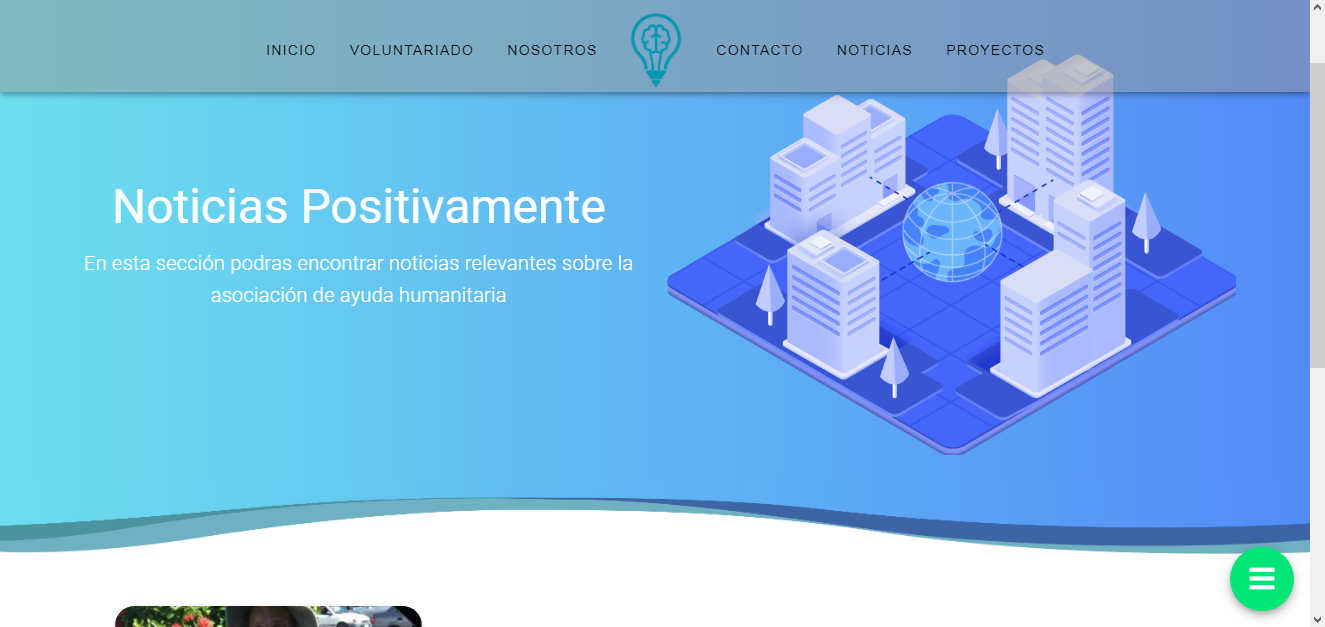 INICIO VOLUNTARIADO NOSOTROS CONTACTO NOTICIAS PROYECTOS
Noticias Positivamente
En esta sección podras encontrar noticias relevantes sobre la
asociación de ayuda humanitaria